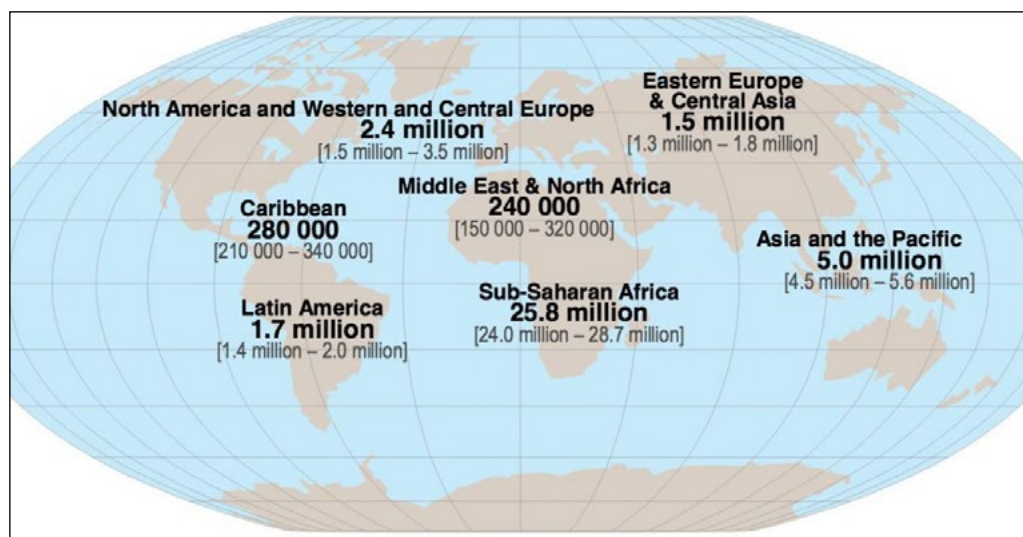 North America and Western and Central Europe
2.4 million
[1.5 million – 3.5 million]
Eastern Europe
& Central Asia
1.5 million
[1.3 million – 1.8 million]
Middle East & North Africa
240 000
[150 000 – 320 000]
Caribbean
280 000
[210 000 – 340 000]
Asia and the Pacific
5.0 million
[4.5 million – 5.6 million]
Sub-Saharan Africa
25.8 million
[24.0 million – 28.7 million]
Latin America
1.7 million
[1.4 million – 2.0 million]